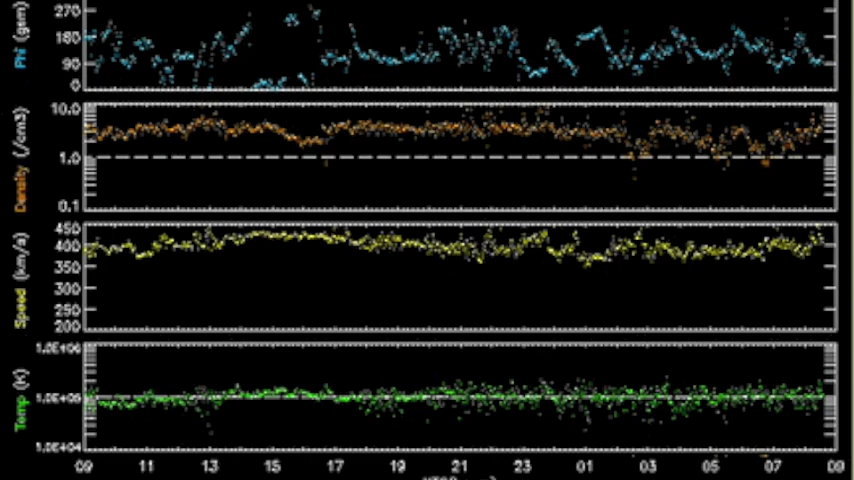 270
180
90
0
Phi (gsm)
10.0
1.0
0.1
Density (/cm3)
450
400
350
300
250
200
Speed (km/s)
1.0E+06
1.0E+05
1.0E+04
Temp (K)
09 11 13 15 17 19 21 23 01 03 05 07 09